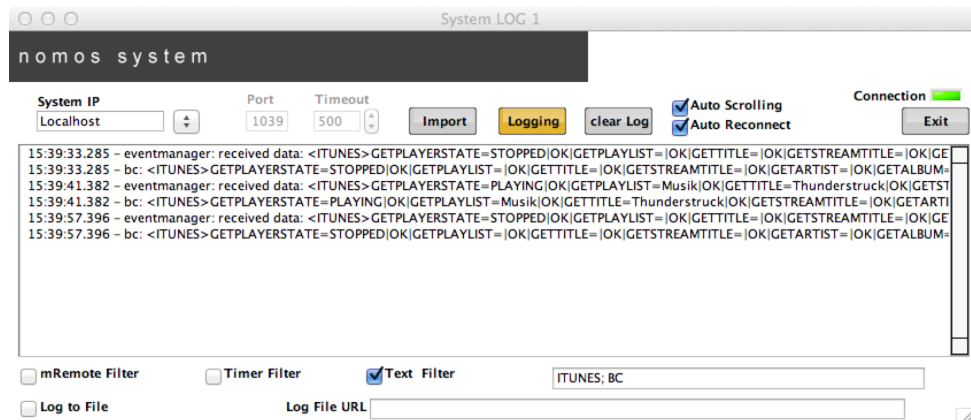 System LOG 1
nomos system
System IP
Port
Timeout
Connection
Localhost
1039
500
Import
Logging
clear Log
Auto Scrolling
Auto Reconnect
Exit
15:39:33.285 – eventmanager: received data: <ITUNES>GETPLAYERSTATE=STOPPED|OK|GETPLAYLIST=|OK|GETTITLE=|OK|GETSTREAMTITLE=|OK|GE
15:39:33.285 – bc: <ITUNES>GETPLAYERSTATE=STOPPED|OK|GETPLAYLIST=|OK|GETTITLE=|OK|GETSTREAMTITLE=|OK|GETARTIST=|OK|GETALBUM=
15:39:41.382 – eventmanager: received data: <ITUNES>GETPLAYERSTATE=PLAYING|OK|GETPLAYLIST=Musik|OK|GETTITLE=Thunderstruck|OK|GETST
15:39:41.382 – bc: <ITUNES>GETPLAYERSTATE=PLAYING|OK|GETPLAYLIST=Musik|OK|GETTITLE=Thunderstruck|OK|GETSTREAMTITLE=|OK|GETARTI
15:39:57.396 – eventmanager: received data: <ITUNES>GETPLAYERSTATE=STOPPED|OK|GETPLAYLIST=|OK|GETTITLE=|OK|GETSTREAMTITLE=|OK|GE
15:39:57.396 – bc: <ITUNES>GETPLAYERSTATE=STOPPED|OK|GETPLAYLIST=|OK|GETTITLE=|OK|GETSTREAMTITLE=|OK|GETARTIST=|OK|GETALBUM=
mRemote Filter
Timer Filter
Text Filter
ITUNES; BC
Log to File
Log File URL